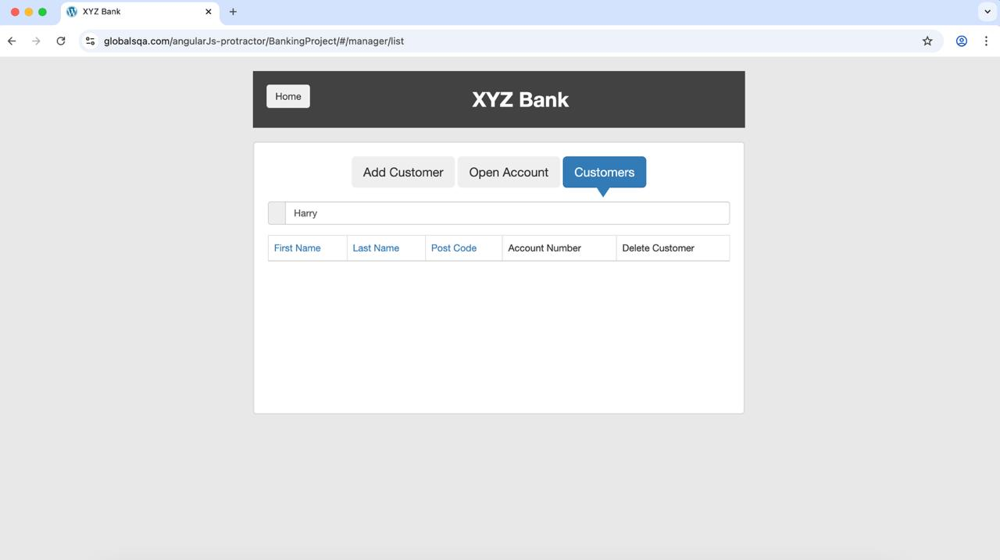 XYZ Bank
globalsqa.com/angularJs-protractor/BankingProject/#/manager/list
Home
XYZ Bank
Add Customer Open Account Customers
Harry
First Name Last Name Post Code Account Number Delete Customer